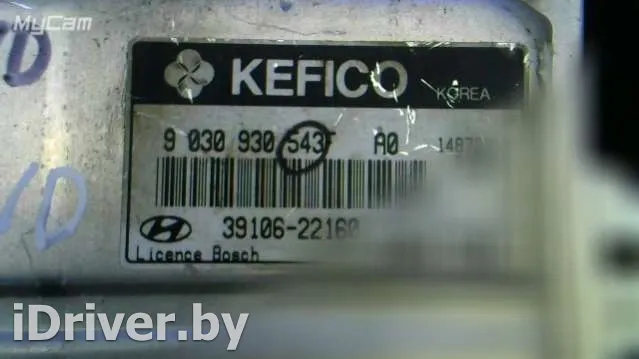 MyCam
D
KEFICO
KOREA
9 030 930 543F A0
39106-22160
Licence Bosch
iDriver.by